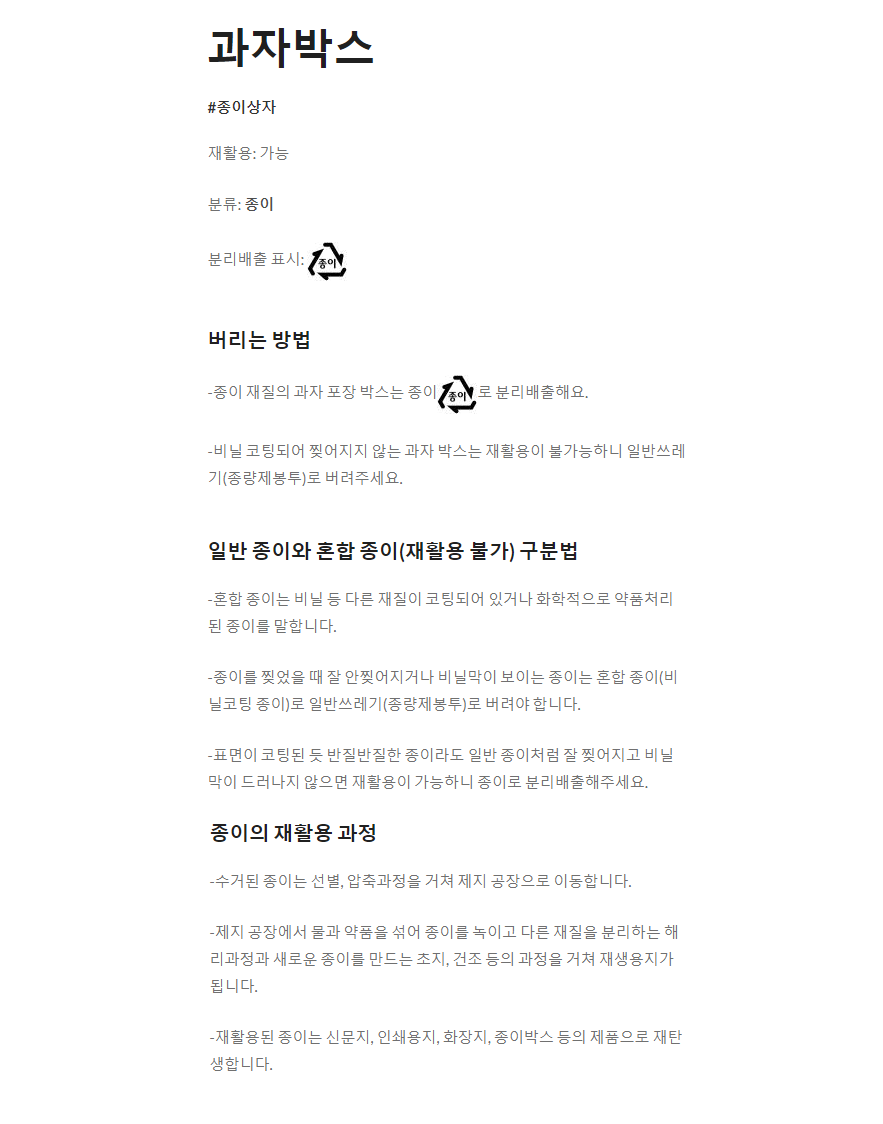 과자박스
#종이상자
재활용: 가능
분류: 종이
분리배출 표시: 종이
버리는 방법
-종이 재질의 과자 포장 박스는 종이 종이 로 분리배출해요.
-비닐 코팅되어 찢어지지 않는 과자 박스는 재활용이 불가능하니 일반쓰레
기(종량제봉투)로 버려주세요.
일반 종이와 혼합 종이(재활용 불가) 구분법
-혼합 종이는 비닐 등 다른 재질이 코팅되어 있거나 화학적으로 약품처리
된 종이를 말합니다.
-종이를 찢었을 때 잘 안찢어지거나 비닐막이 보이는 종이는 혼합 종이(비
닐코팅 종이)로 일반쓰레기(종량제봉투)로 버려야 합니다.
-표면이 코팅된 듯 반질반질한 종이라도 일반 종이처럼 잘 찢어지고 비닐
막이 드러나지 않으면 재활용이 가능하니 종이로 분리배출해주세요.
종이의 재활용 과정
-수거된 종이는 선별, 압축과정을 거쳐 제지 공장으로 이동합니다.
-제지 공장에서 물과 약품을 섞어 종이를 녹이고 다른 재질을 분리하는 해
리과정과 새로운 종이를 만드는 초지, 건조 등의 과정을 거쳐 재생용지가
됩니다.
-재활용된 종이는 신문지, 인쇄용지, 화장지, 종이박스 등의 제품으로 재탄
생합니다.